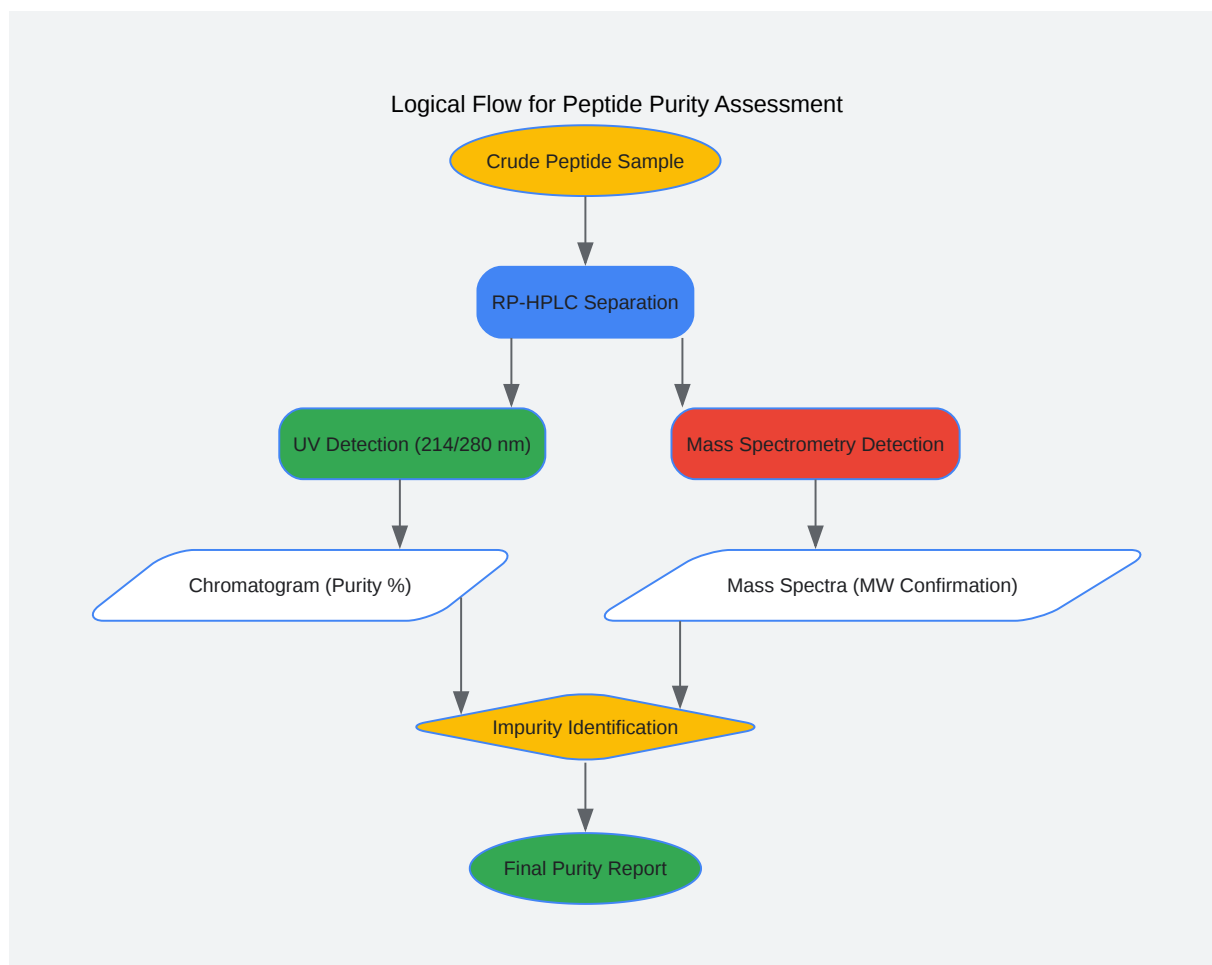 Logical Flow for Peptide Purity Assessment
Crude Peptide Sample
RP-HPLC Separation
UV Detection (214/280 nm)
Mass Spectrometry Detection
Chromatogram (Purity %)
Mass Spectra (MW Confirmation)
Impurity Identification
Final Purity Report